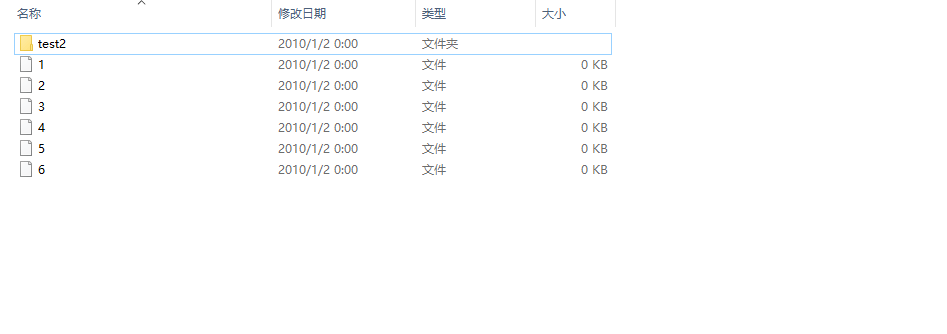 名称 修改日期 类型 大小
test2 2010/1/2 0:00 文件夹
1 2010/1/2 0:00 文件 0 KB
2 2010/1/2 0:00 文件 0 KB
3 2010/1/2 0:00 文件 0 KB
4 2010/1/2 0:00 文件 0 KB
5 2010/1/2 0:00 文件 0 KB
6 2010/1/2 0:00 文件 0 KB